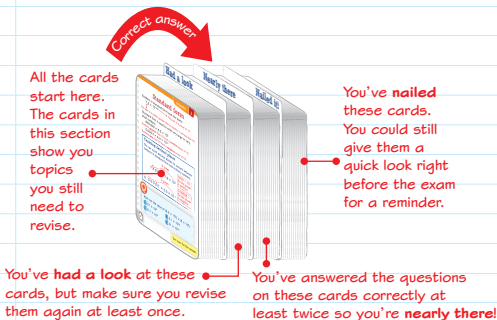 Correct answer
Had a look
Nearly there
Nailed it!
All the cards
start here.
The cards in
this section
show you
topics
you still
need to
revise.
Standard form
You've nailed
these cards.
You could still
give them a
quick look right
before the exam
for a reminder.
You've had a look at these
cards, but make sure you revise
them again at least once.
You've answered the questions
on these cards correctly at
least twice so you're nearly there!